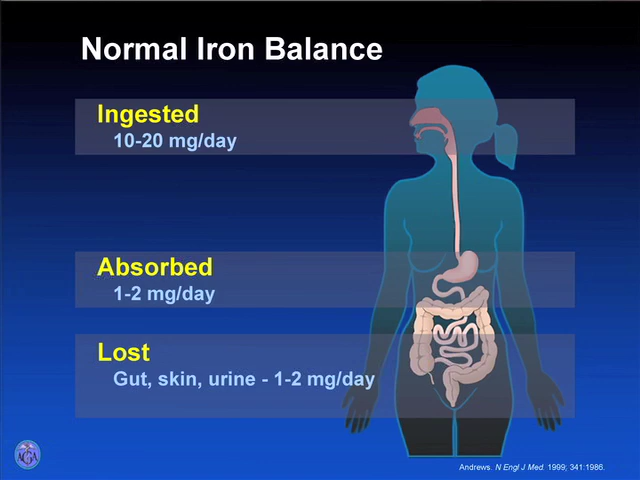 Normal Iron Balance
Ingested
10-20 mg/day
Absorbed
1-2 mg/day
Lost
Gut, skin, urine - 1-2 mg/day
AGA
Andrews. N Engl J Med. 1999; 341:1986.